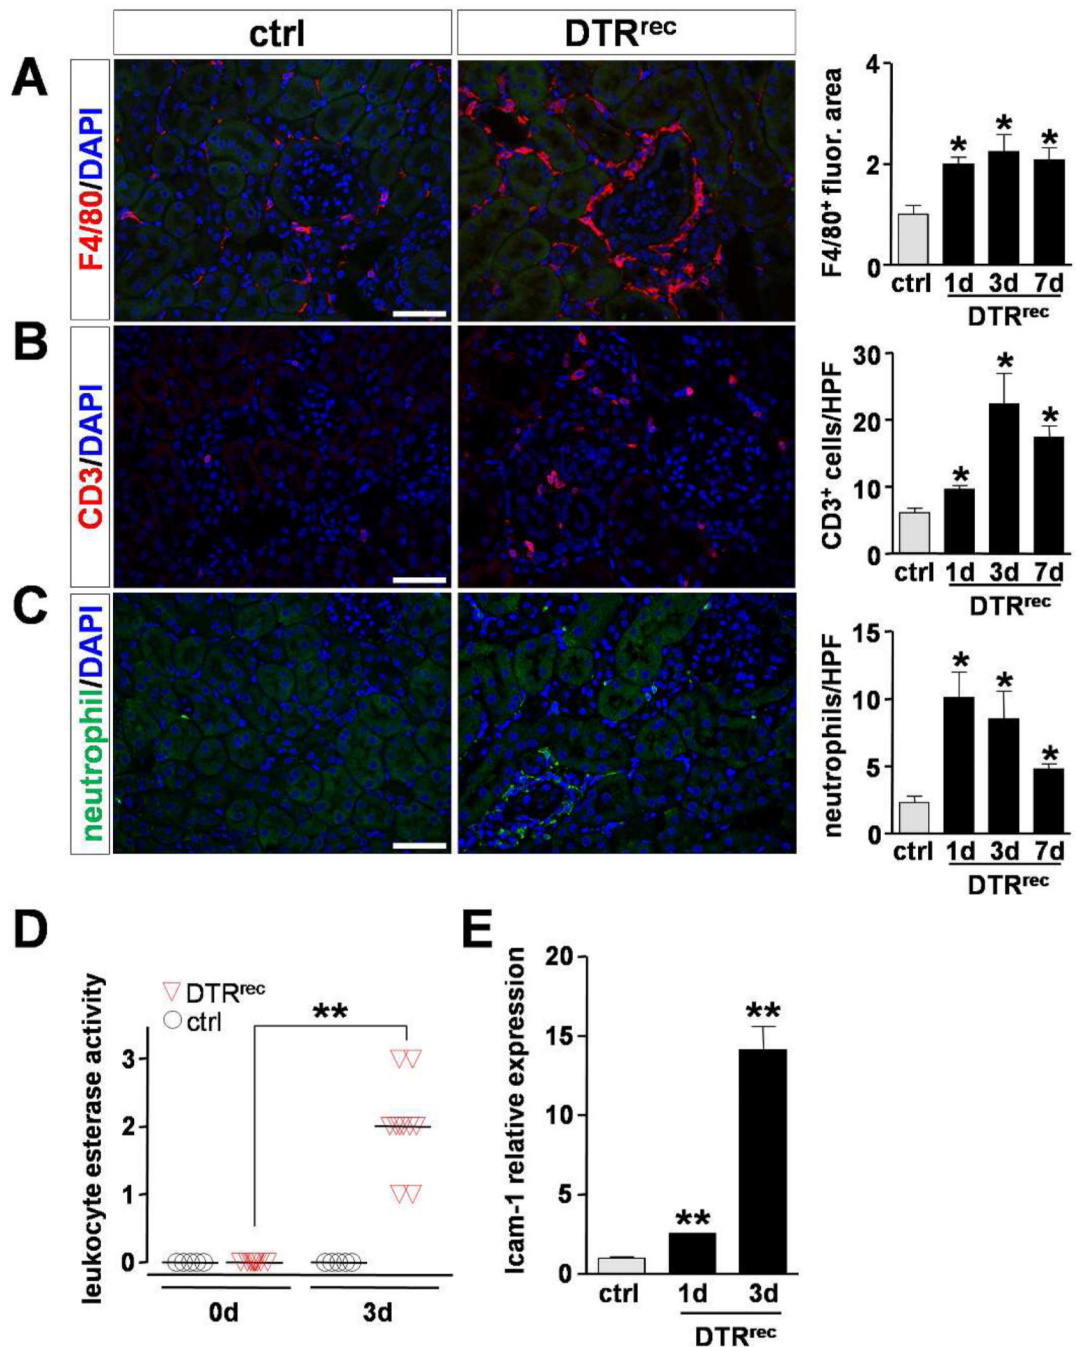 ctrl
DTRrec
A
F4/80/DAPI
F4/80+ fluor. area
4
2
0
ctrl 1d 3d 7d
DTRrec
* * *
B
CD3/DAPI
CD3+ cells/HPF
30
20
10
0
ctrl 1d 3d 7d
DTRrec
* * *
C
neutrophil/DAPI
neutrophils/HPF
15
10
5
0
ctrl 1d 3d 7d
DTRrec
* * *
D
leukocyte esterase activity
DTRrec
ctrl
**
3
2
1
0
0d 3d
E
Icam-1 relative expression
20
15
10
5
0
**
**
ctrl 1d 3d
DTRrec